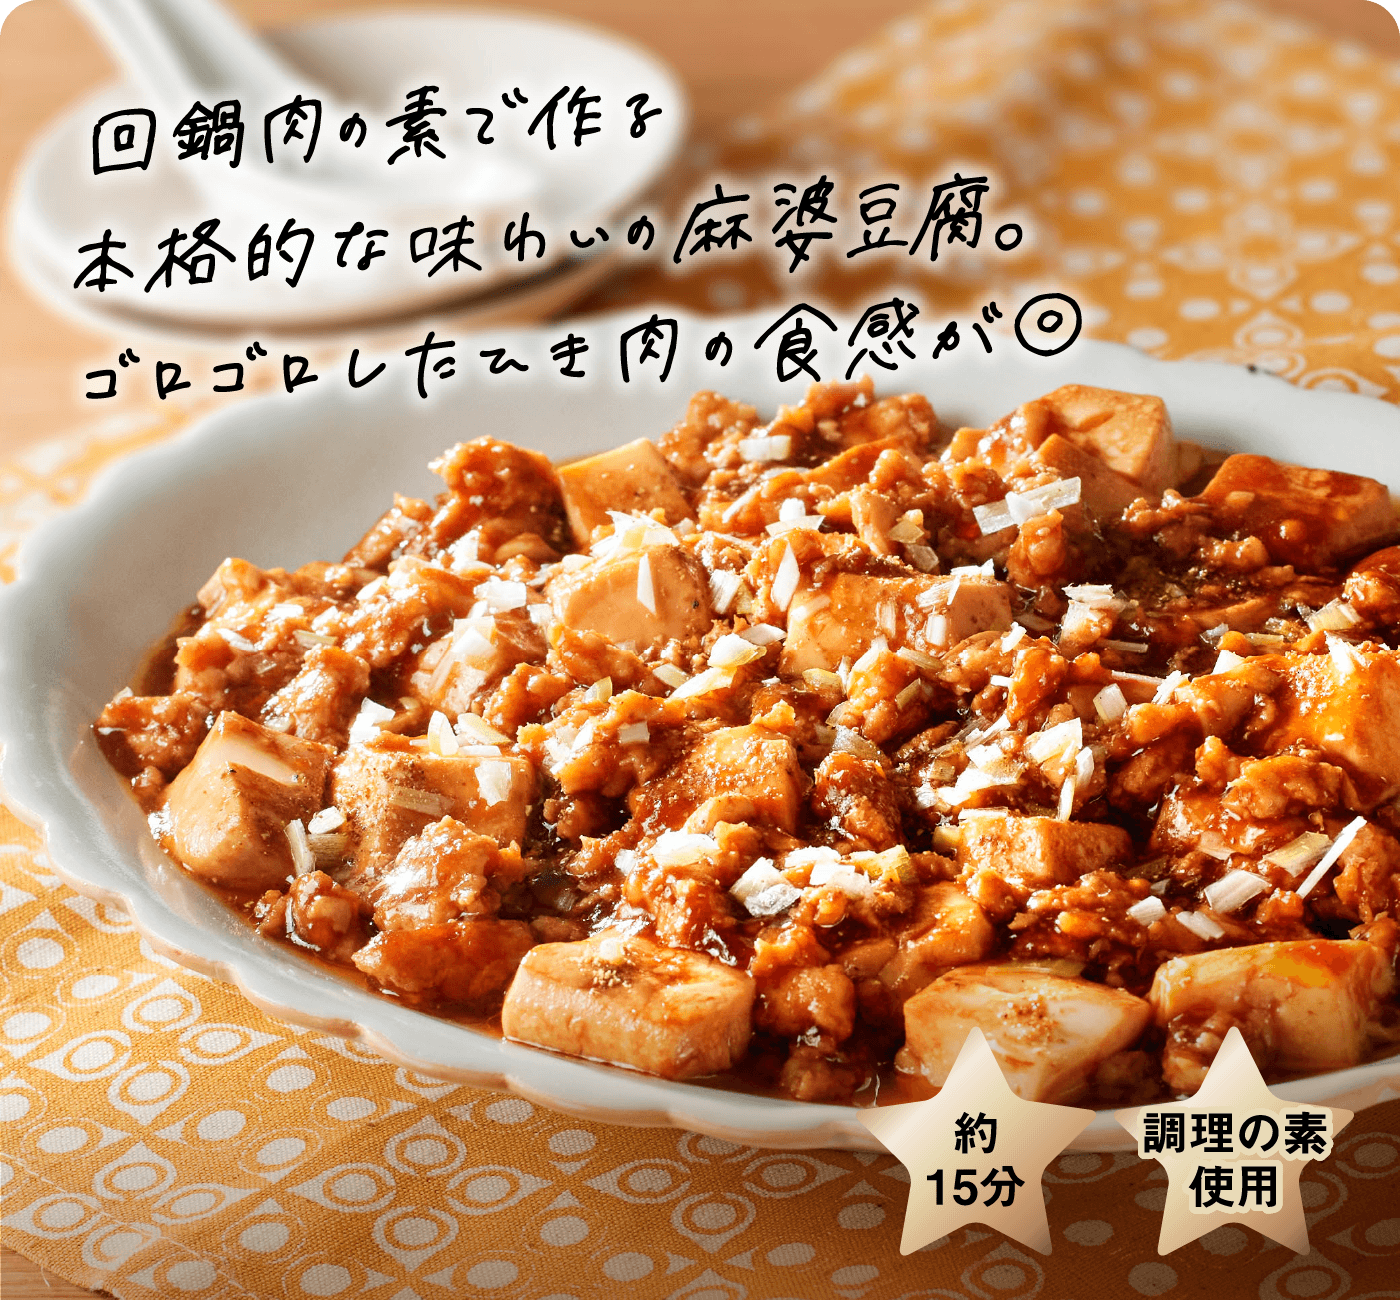 回鍋肉の素で作る
本格的な味わいの麻婆豆腐。
ゴロゴロしたひき肉の食感が◎
約
15分
調理の素
使用